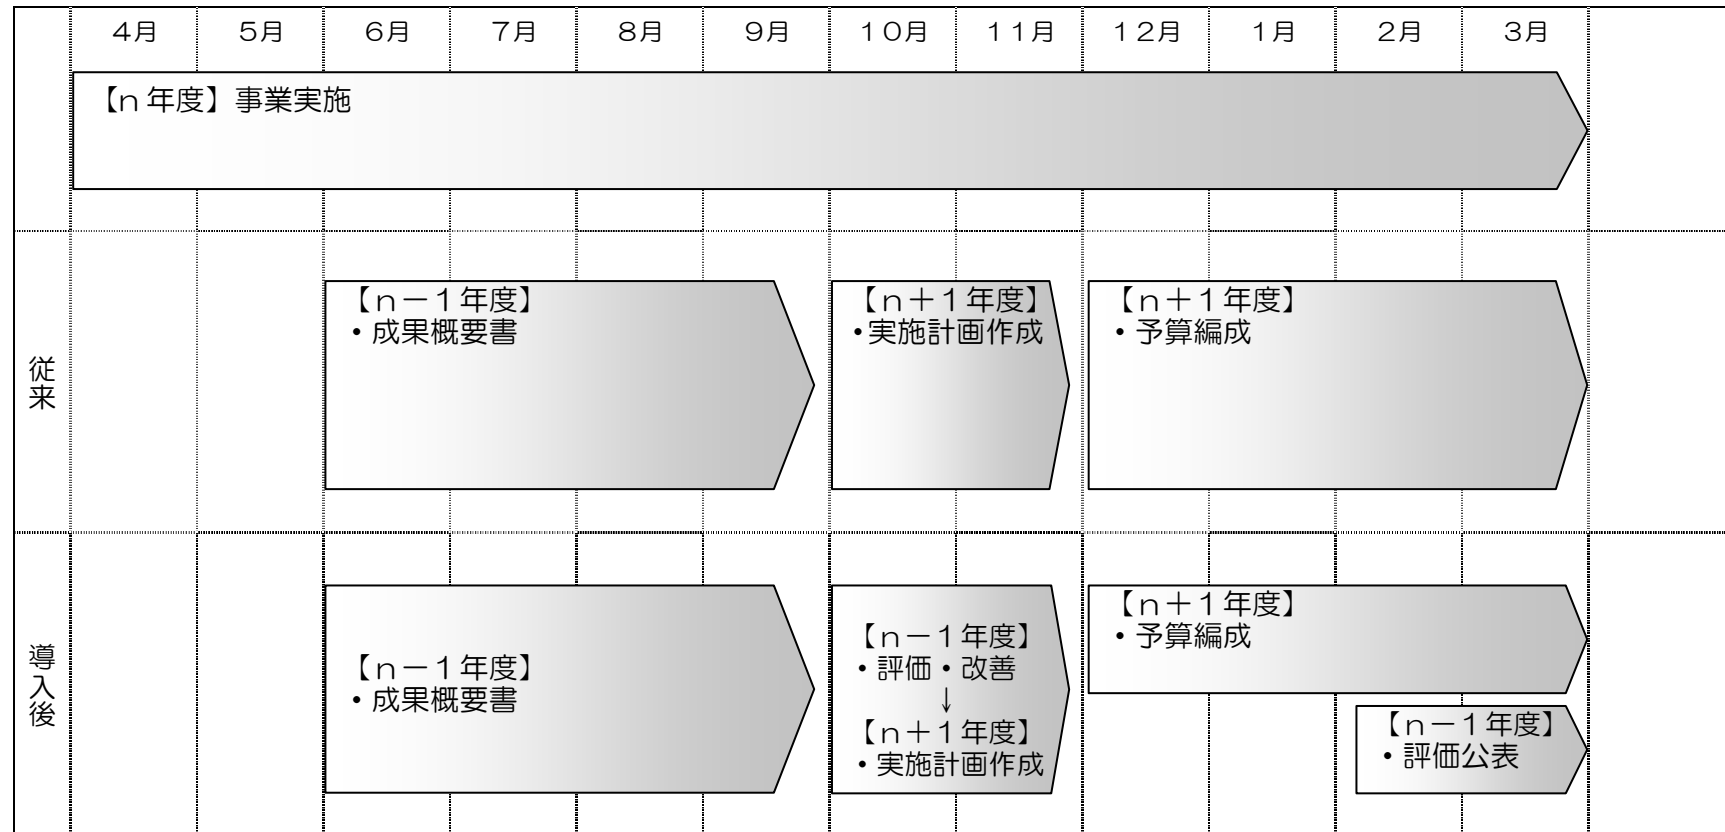 4月 5月 6月 7月 8月 9月 10月 11月 12月 1月 2月 3月
【n年度】事業実施
従来
【n－1年度】
・成果概要書
【n＋1年度】
・実施計画作成
【n＋1年度】
・予算編成
導入後
【n－1年度】
・成果概要書
【n－1年度】
・評価・改善
↓
【n＋1年度】
・実施計画作成
【n＋1年度】
・予算編成
【n－1年度】
・評価公表